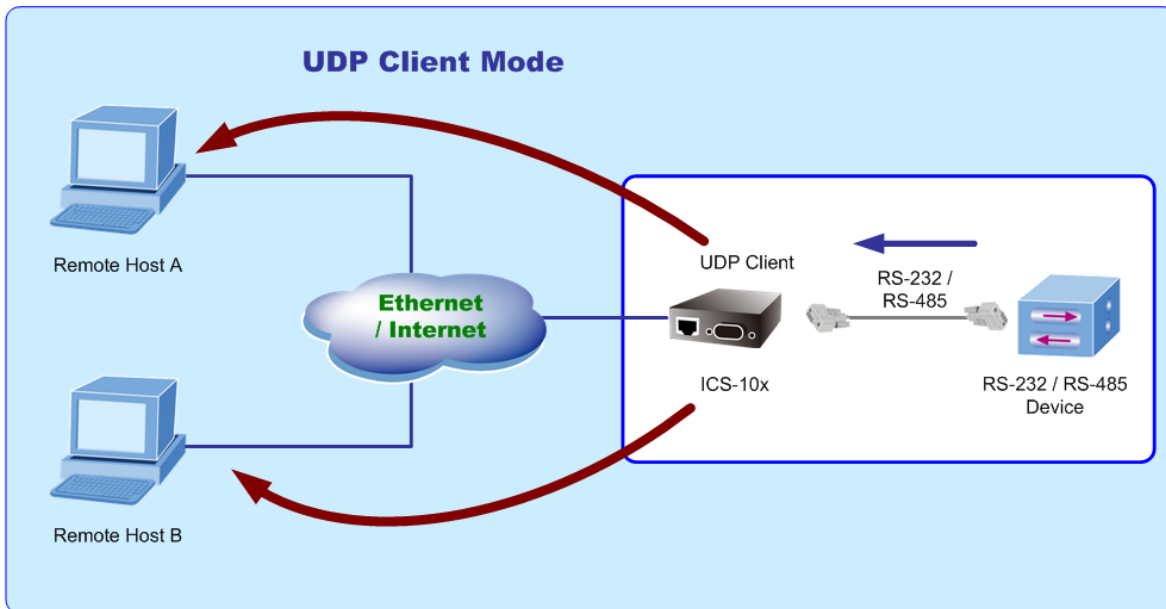 UDP Client Mode
Remote Host A
UDP Client
RS-232 /
RS-485
Ethernet
/ Internet
ICS-10x
RS-232 / RS-485
Device
Remote Host B